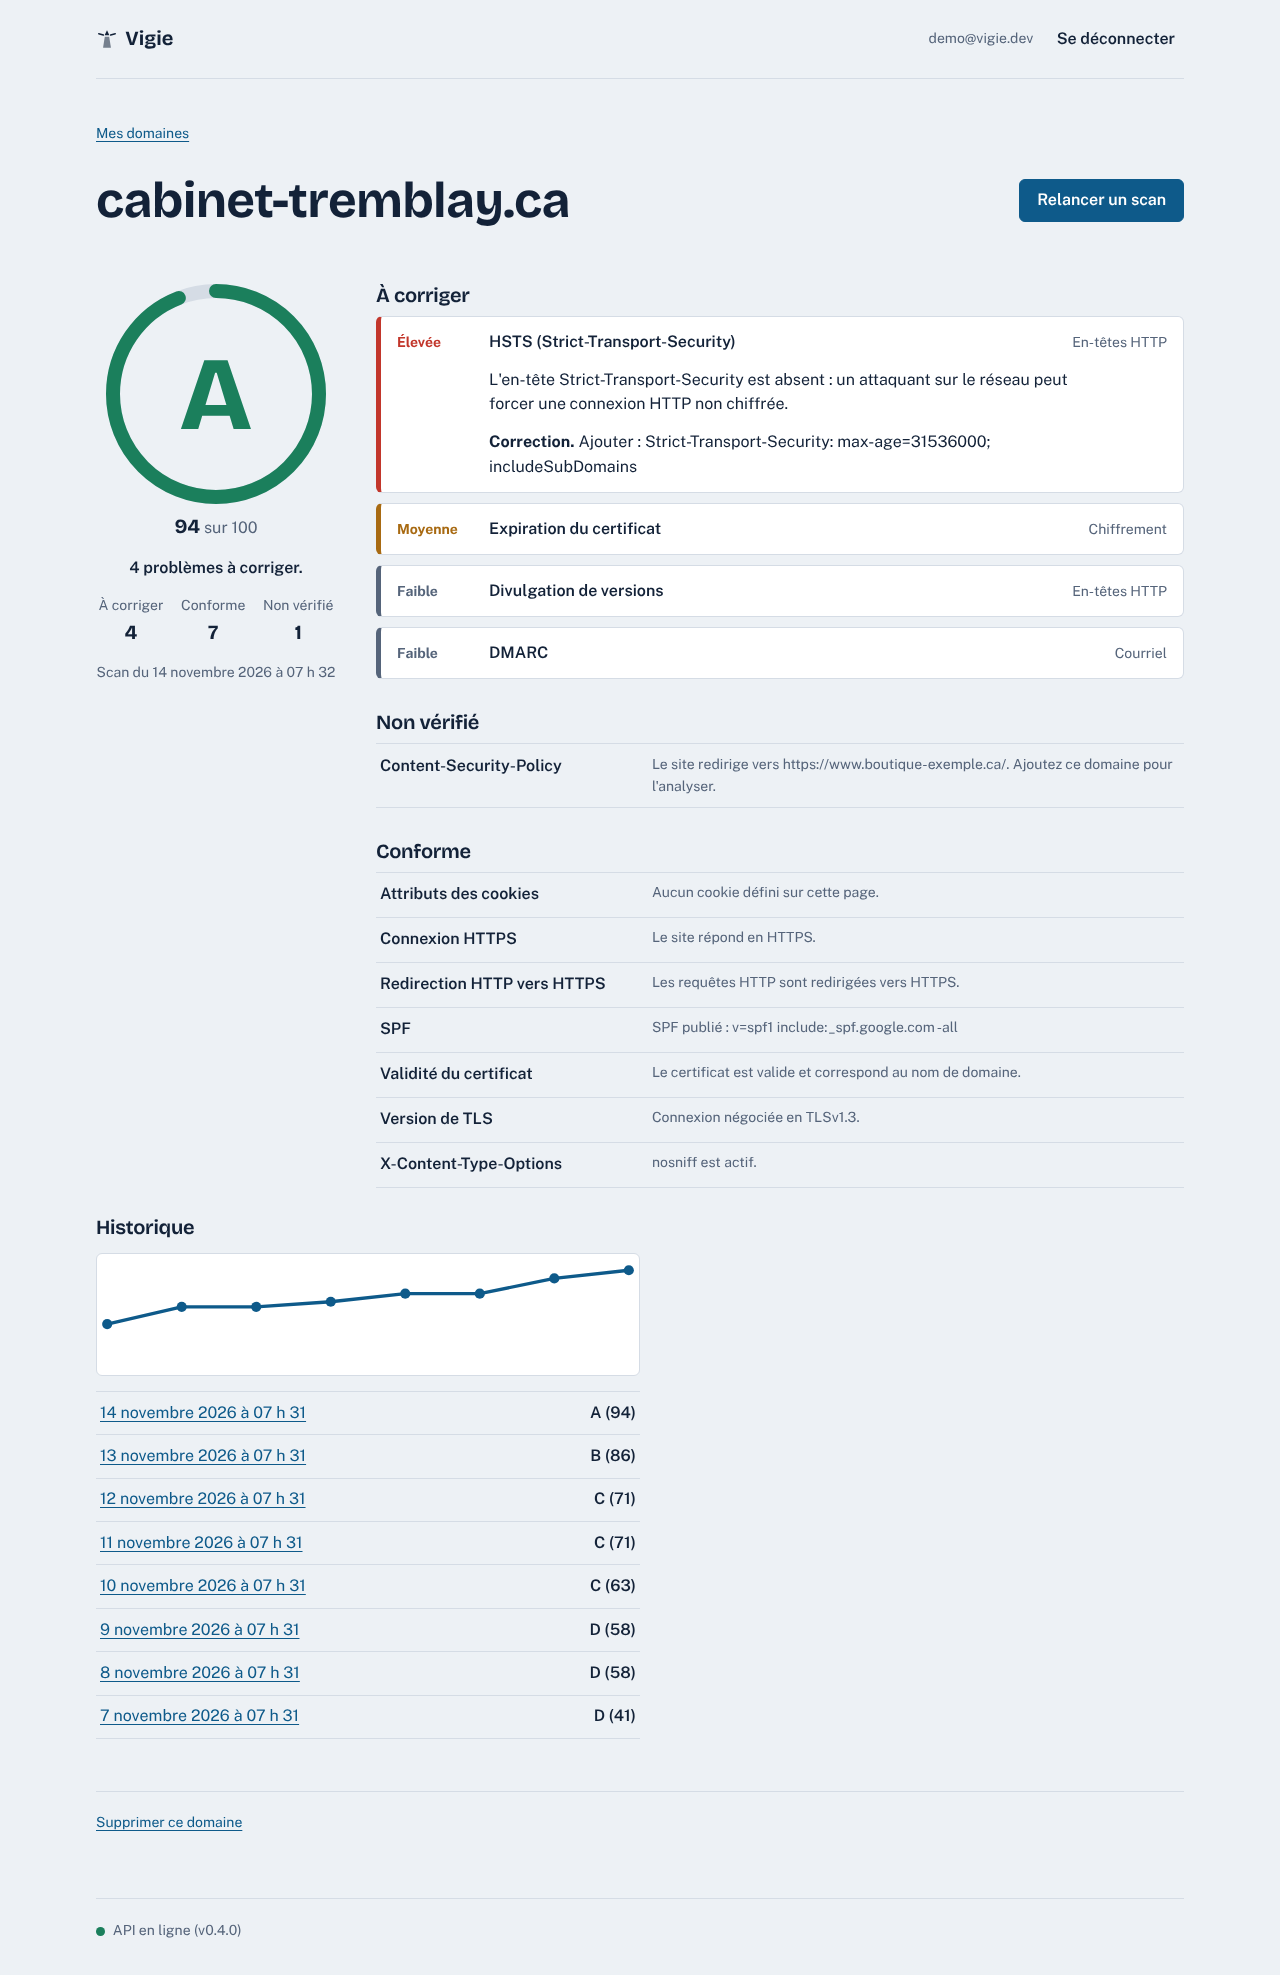 Vigie
demo@vigie.dev
Se déconnecter
Mes domaines
cabinet-tremblay.ca
Relancer un scan
A
94 sur 100
4 problèmes à corriger.
À corriger Conforme Non vérifié
4 7 1
Scan du 14 novembre 2026 à 07 h 32
À corriger
Élevée HSTS (Strict-Transport-Security) En-têtes HTTP
L'en-tête Strict-Transport-Security est absent : un attaquant sur le réseau peut
forcer une connexion HTTP non chiffrée.
Correction. Ajouter : Strict-Transport-Security: max-age=31536000;
includeSubDomains
Moyenne Expiration du certificat Chiffrement
Faible Divulgation de versions En-têtes HTTP
Faible DMARC Courriel
Non vérifié
Content-Security-Policy Le site redirige vers https://www.boutique-exemple.ca/. Ajoutez ce domaine pour
l'analyser.
Conforme
Attributs des cookies Aucun cookie défini sur cette page.
Connexion HTTPS Le site répond en HTTPS.
Redirection HTTP vers HTTPS Les requêtes HTTP sont redirigées vers HTTPS.
SPF SPF publié : v=spf1 include:_spf.google.com -all
Validité du certificat Le certificat est valide et correspond au nom de domaine.
Version de TLS Connexion négociée en TLSv1.3.
X-Content-Type-Options nosniff est actif.
Historique
14 novembre 2026 à 07 h 31 A (94)
13 novembre 2026 à 07 h 31 B (86)
12 novembre 2026 à 07 h 31 C (71)
11 novembre 2026 à 07 h 31 C (71)
10 novembre 2026 à 07 h 31 C (63)
9 novembre 2026 à 07 h 31 D (58)
8 novembre 2026 à 07 h 31 D (58)
7 novembre 2026 à 07 h 31 D (41)
Supprimer ce domaine
API en ligne (v0.4.0)